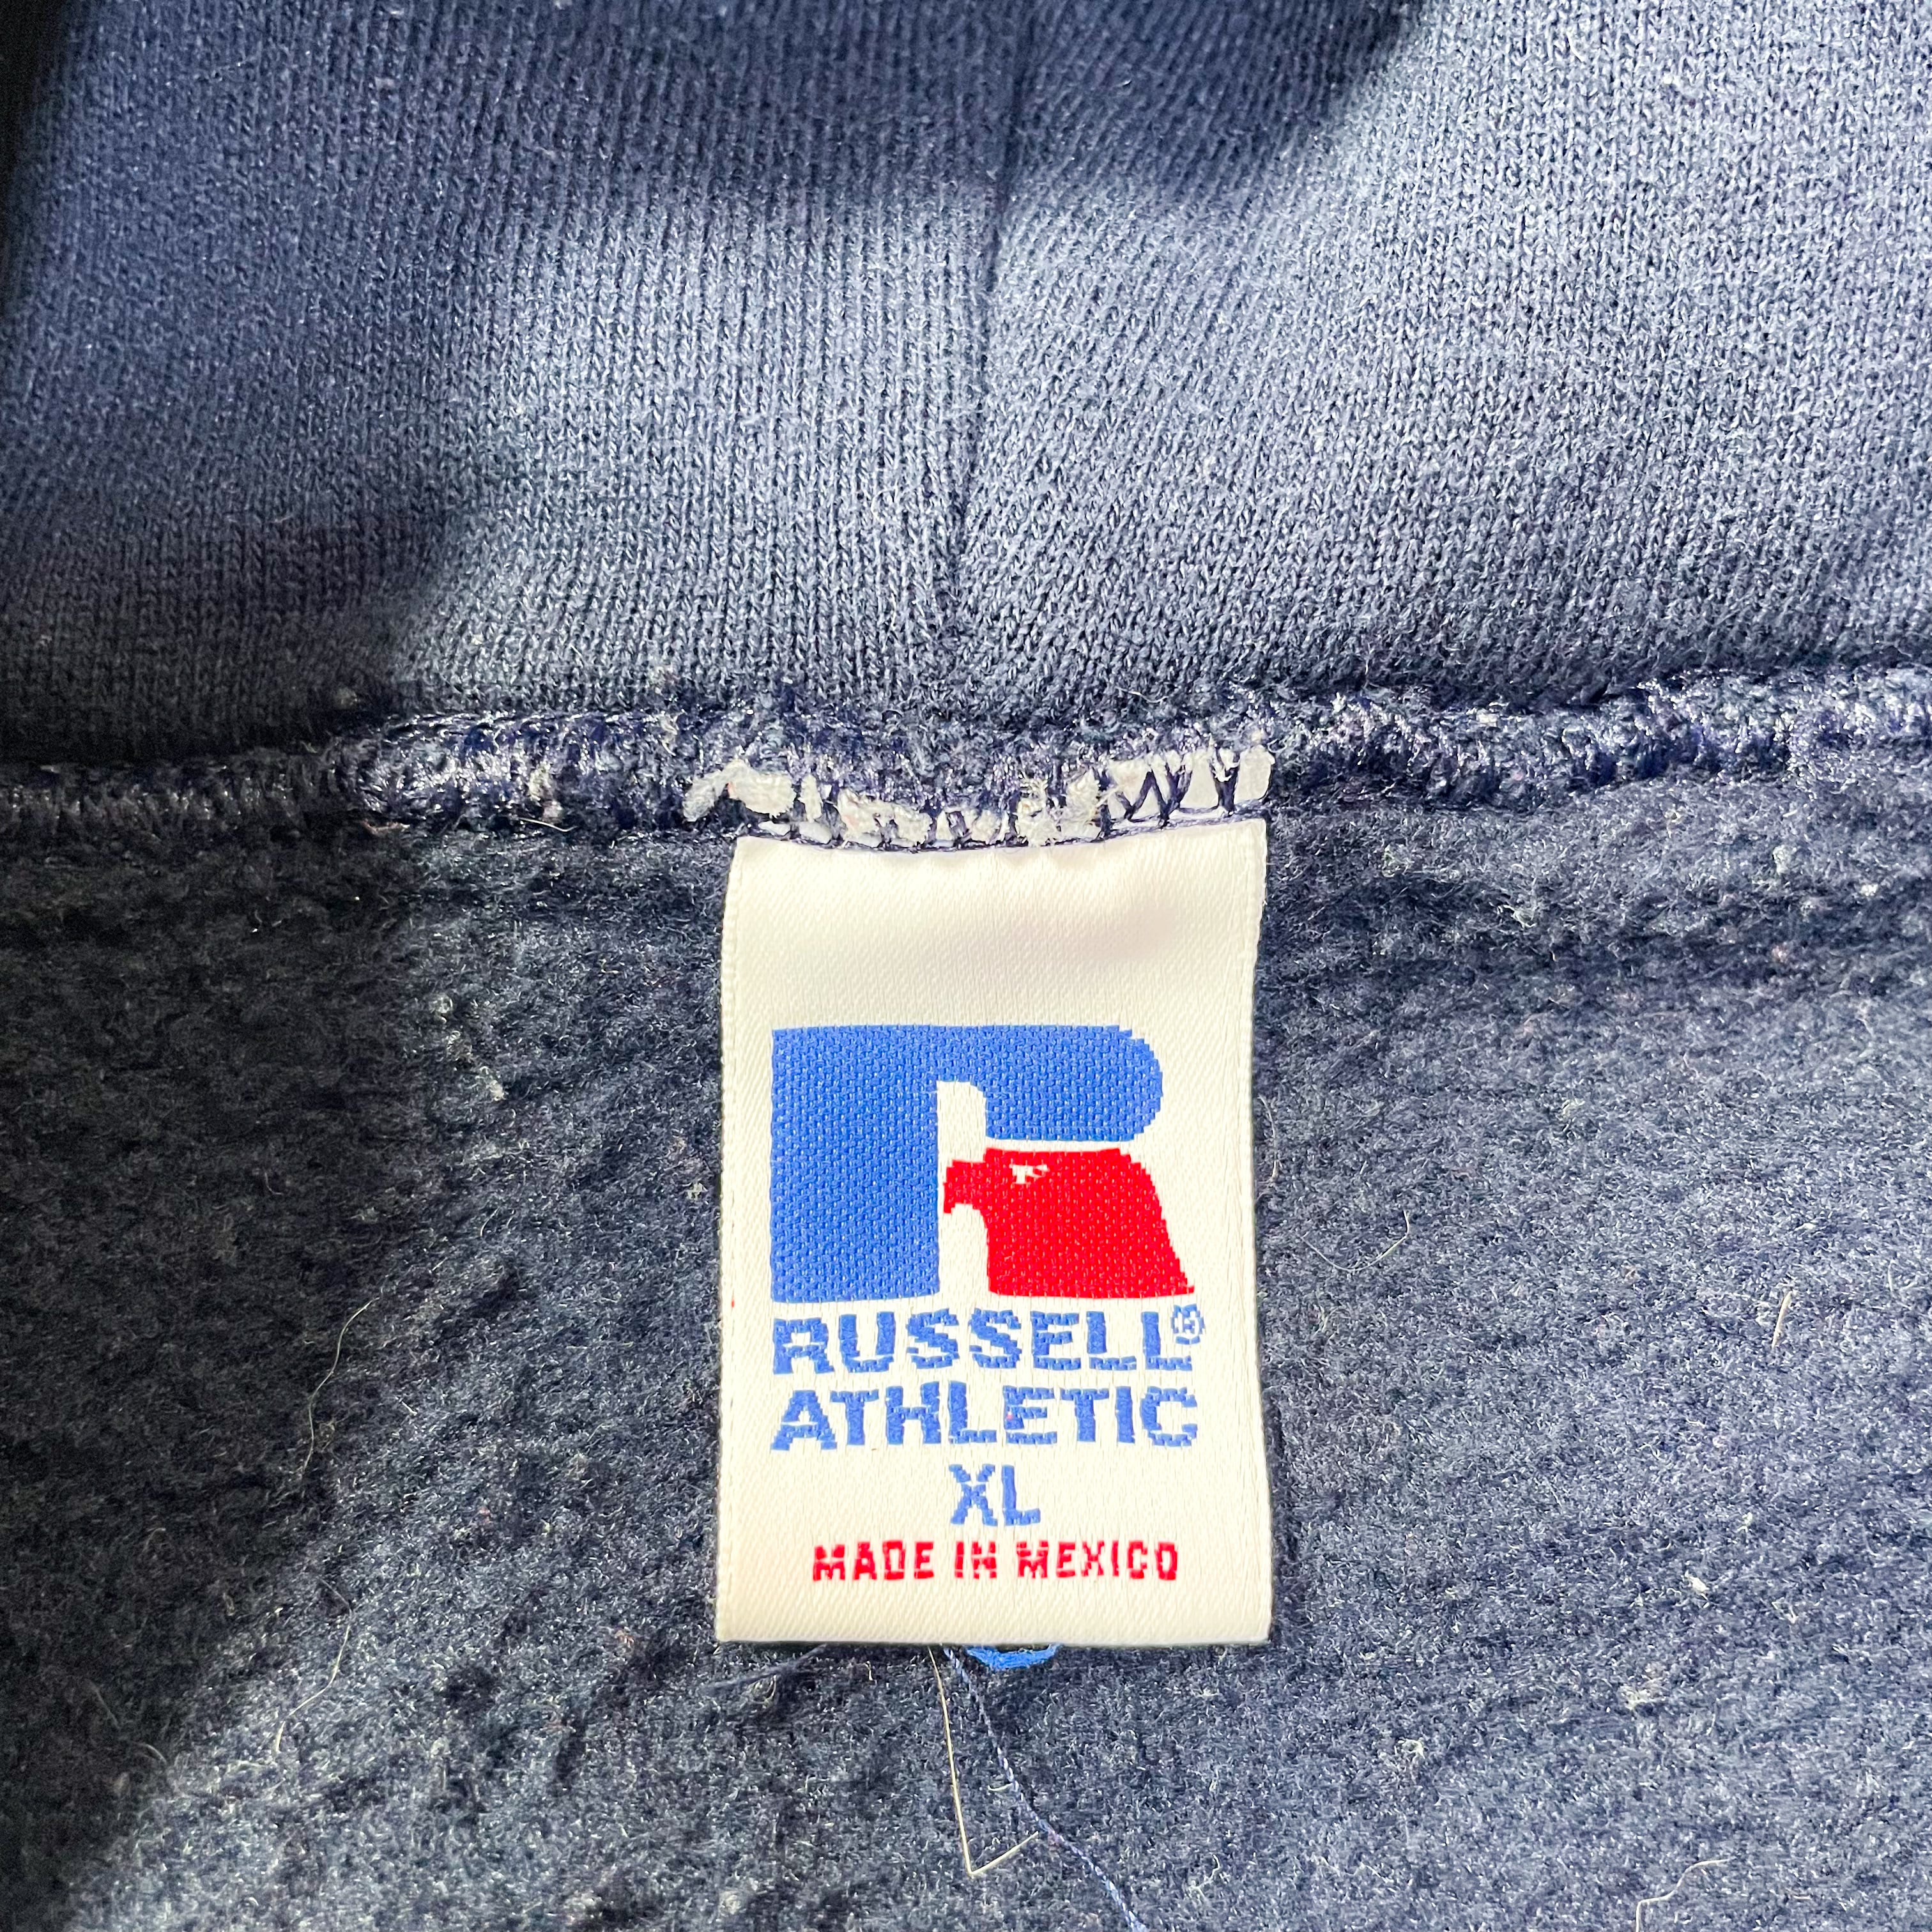 RUSSELL®
ATHLETIC
XL
MADE IN MEXICO